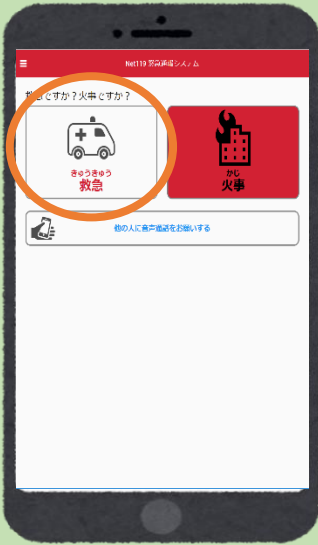 Net119 緊急通報システム
救急ですか？火事ですか？
きゅうきゅう
救急
かじ
火事
他の人に音声通話をお願いする